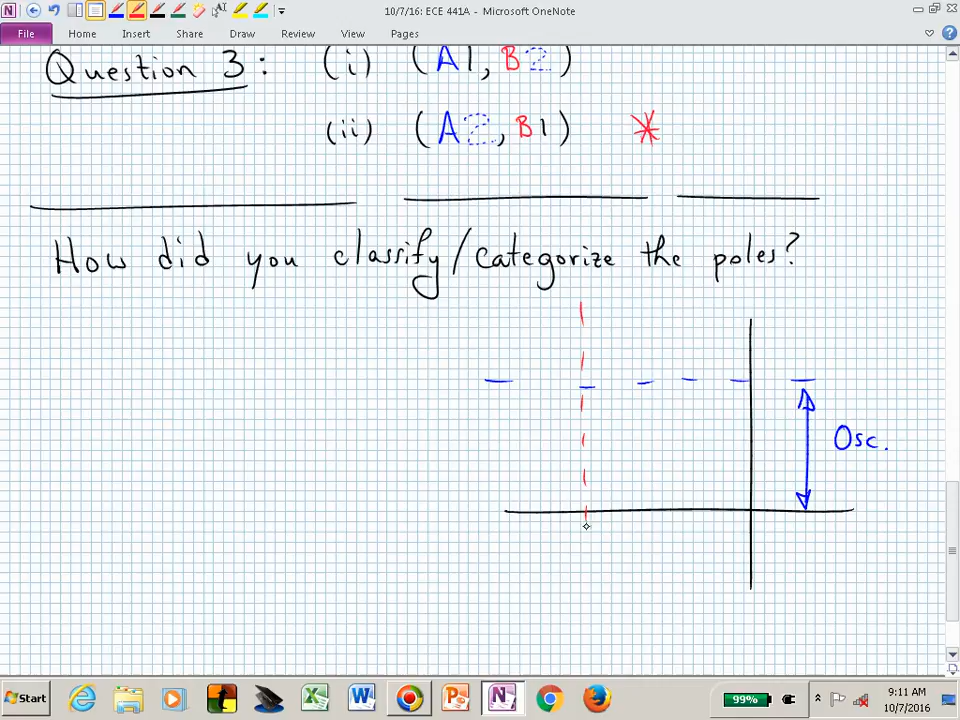 10/7/16: ECE 441A - Microsoft OneNote
File Home Insert Share Draw Review View Pages
Question 3: (i) (A1, B2)
(ii) (A2, B1) *
How did you classify/categorize the poles?
Osc.
Start 99% 9:11 AM
10/7/2016